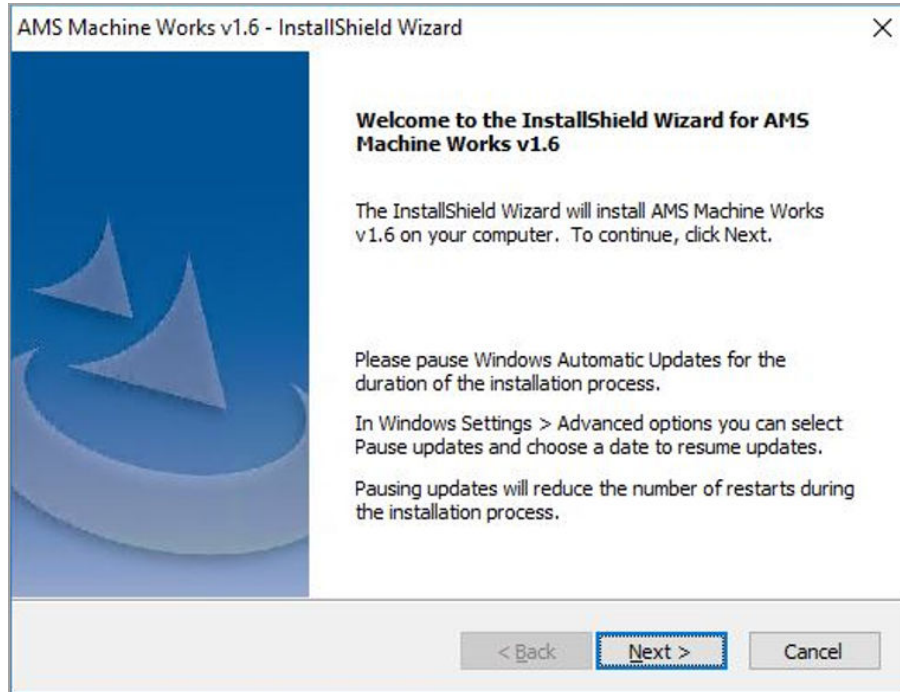 AMS Machine Works v1.6 - InstallShield Wizard
Welcome to the InstallShield Wizard for AMS
Machine Works v1.6
The InstallShield Wizard will install AMS Machine Works
v1.6 on your computer.  To continue, click Next.
Please pause Windows Automatic Updates for the
duration of the installation process.
In Windows Settings > Advanced options you can select
Pause updates and choose a date to resume updates.
Pausing updates will reduce the number of restarts during
the installation process.
< Back
Next >
Cancel